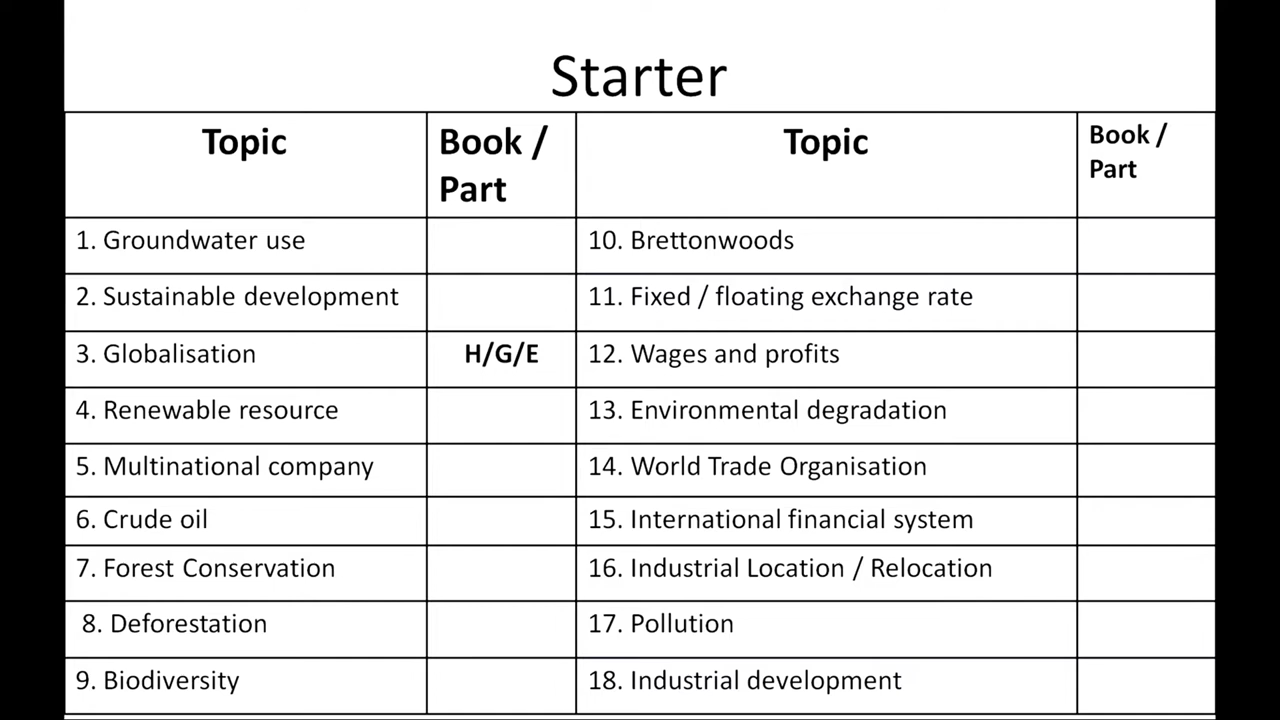 Starter
Topic Book / Part Topic Book / Part
1. Groundwater use 10. Brettonwoods
2. Sustainable development 11. Fixed / floating exchange rate
3. Globalisation H/G/E 12. Wages and profits
4. Renewable resource 13. Environmental degradation
5. Multinational company 14. World Trade Organisation
6. Crude oil 15. International financial system
7. Forest Conservation 16. Industrial Location / Relocation
8. Deforestation 17. Pollution
9. Biodiversity 18. Industrial development